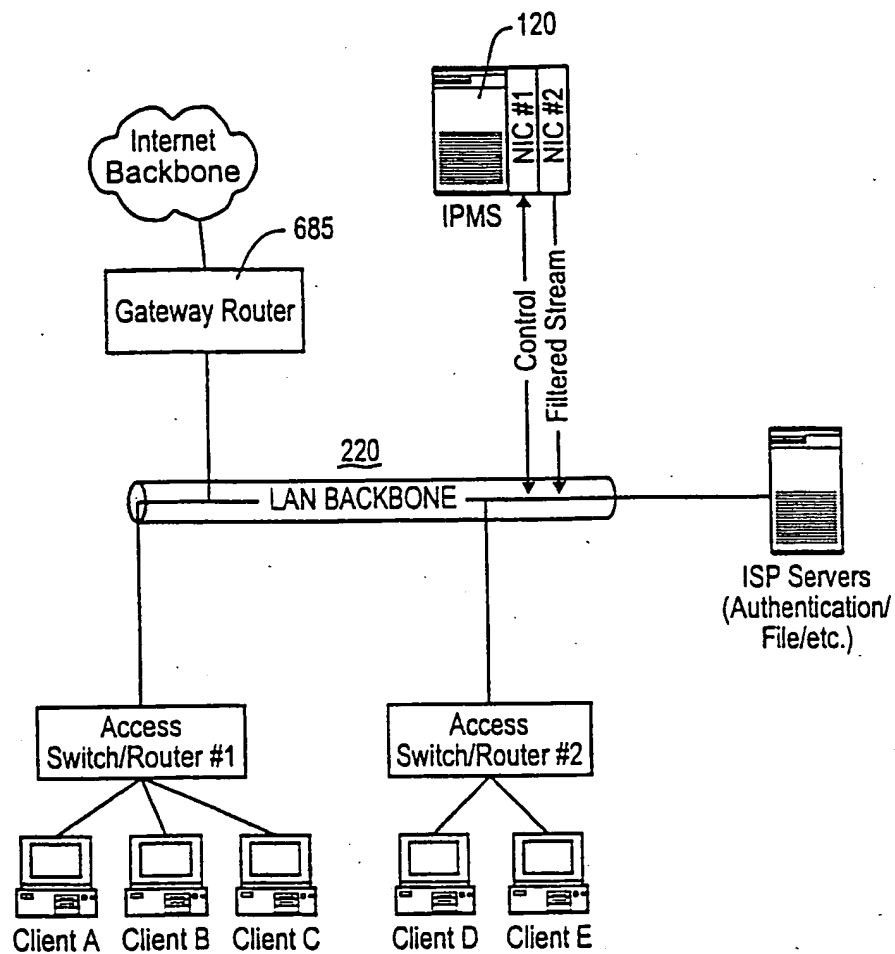 120
Internet
Backbone
NIC #1
NIC #2
IPMS
685
Gateway Router
Control
Filtered Stream
220
LAN BACKBONE
ISP Servers
(Authentication/
File/etc.)
Access
Switch/Router #1
Access
Switch/Router #2
Client A
Client B
Client C
Client D
Client E